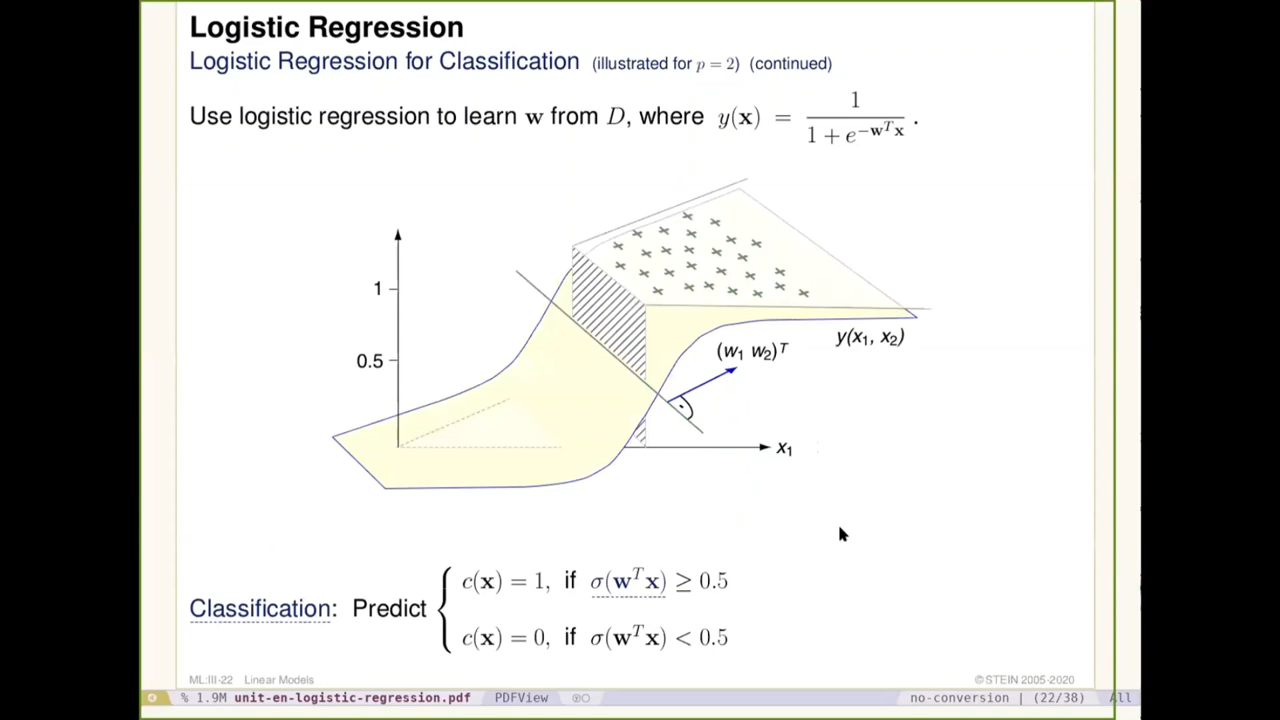 Logistic Regression
Logistic Regression for Classification (illustrated for p = 2) (continued)
Use logistic regression to learn w from D, where y(x) = 1 / (1 + e^{−w^T x}) .
1
0.5
(w₁ w₂)ᵀ
y(x₁, x₂)
x₁
c(x) = 1, if σ(wᵀx) ≥ 0.5
Classification: Predict
c(x) = 0, if σ(wᵀx) < 0.5
ML:III-22 Linear Models
©STEIN 2005-2020
% 1.9M unit-en-logistic-regression.pdf PDFView
no-conversion | (22/38) All